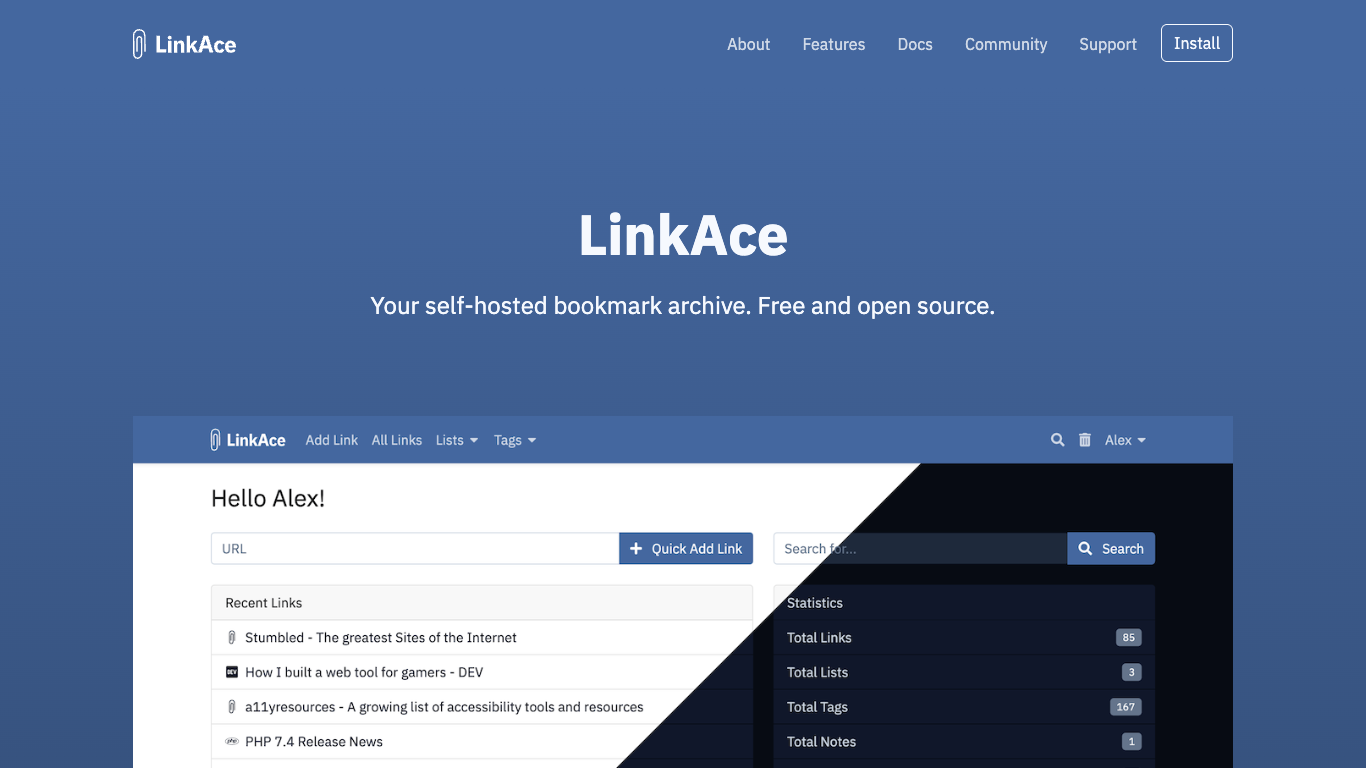 LinkAce
About Features Docs Community Support Install
LinkAce
Your self-hosted bookmark archive. Free and open source.
LinkAce Add Link All Links Lists Tags Alex
Hello Alex!
URL Quick Add Link Search for... Search
Recent Links
Stumbled - The greatest Sites of the Internet
DEV How I built a web tool for gamers - DEV
a11yresources - A growing list of accessibility tools and resources
php PHP 7.4 Release News
Statistics
Total Links 85
Total Lists 3
Total Tags 167
Total Notes 1